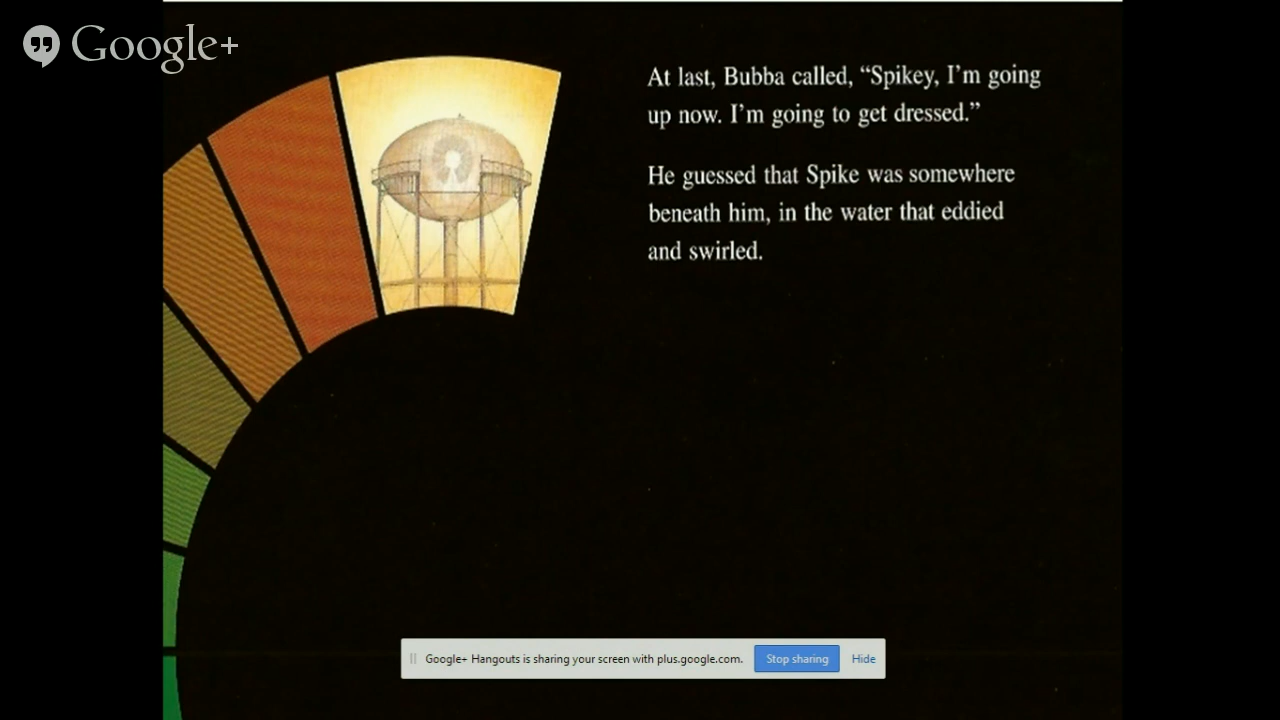 Google+
At last, Bubba called, “Spikey, I’m going
up now. I’m going to get dressed.”
He guessed that Spike was somewhere
beneath him, in the water that eddied
and swirled.
Google+ Hangouts is sharing your screen with plus.google.com. Stop sharing Hide